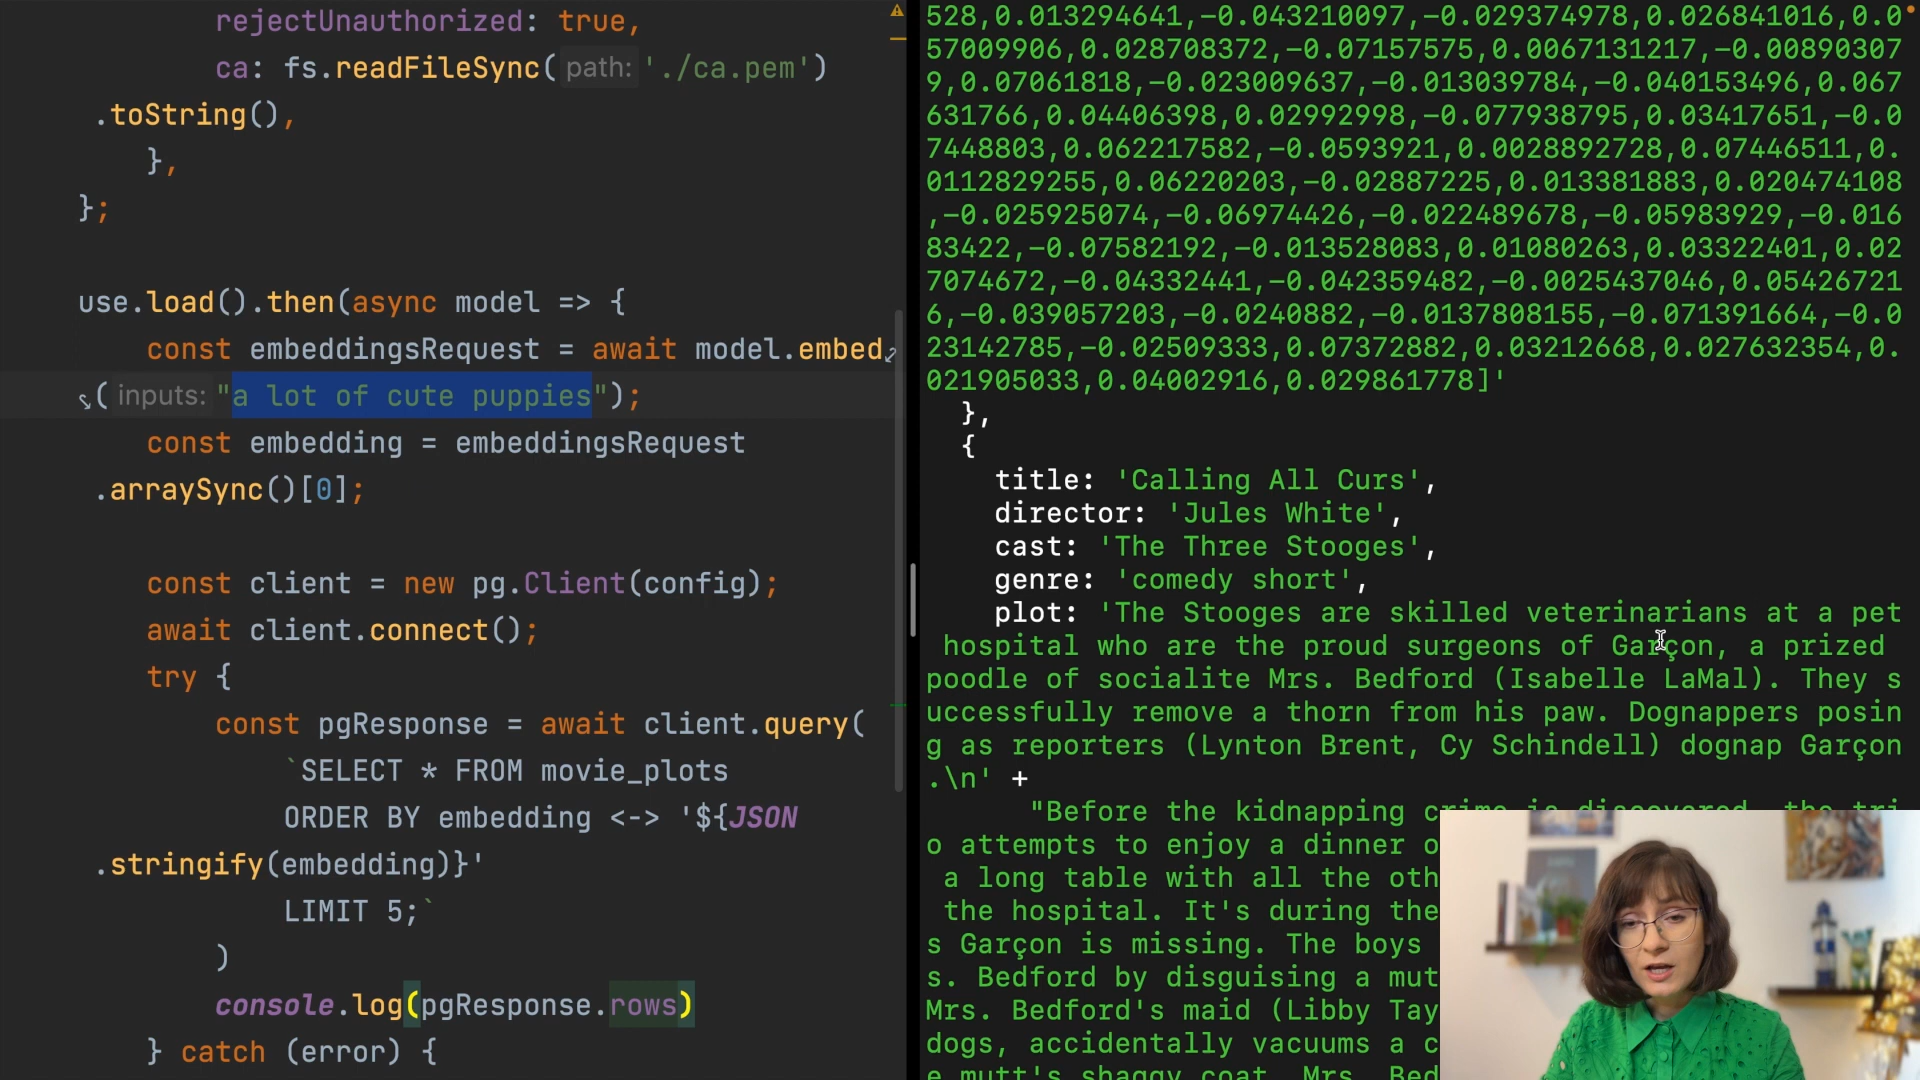 rejectUnauthorized: true,
ca: fs.readFileSync(path: './ca.pem')
.toString(),
},
};
use.load().then(async model => {
const embeddingsRequest = await model.embed
(inputs: "a lot of cute puppies");
const embedding = embeddingsRequest
.arraySync()[0];
const client = new pg.Client(config);
await client.connect();
try {
const pgResponse = await client.query(
`SELECT * FROM movie_plots
ORDER BY embedding <-> '${JSON
.stringify(embedding)}'
LIMIT 5;`
)
console.log(pgResponse.rows)
} catch (error) {
528,0.013294641,-0.043210097,-0.029374978,0.026841016,0.0
57009906,0.028708372,-0.07157575,0.0067131217,-0.00890307
9,0.07061818,-0.023009637,-0.013039784,-0.040153496,0.067
631766,0.04406398,0.02992998,-0.077938795,0.03417651,-0.0
7448803,0.062217582,-0.0593921,0.0028892728,0.07446511,0.
0112829255,0.06220203,-0.02887225,0.013381883,0.020474108
,-0.025925074,-0.06974426,-0.022489678,-0.05983929,-0.016
83422,-0.07582192,-0.013528083,0.01080263,0.03322401,0.02
7074672,-0.04332441,-0.042359482,-0.0025437046,0.05426721
6,-0.039057203,-0.0240882,-0.0137808155,-0.071391664,-0.0
23142785,-0.02509333,0.07372882,0.03212668,0.027632354,0.
021905033,0.04002916,0.029861778]'
},
{
title: 'Calling All Curs',
director: 'Jules White',
cast: 'The Three Stooges',
genre: 'comedy short',
plot: 'The Stooges are skilled veterinarians at a pet
hospital who are the proud surgeons of Garçon, a prized
poodle of socialite Mrs. Bedford (Isabelle LaMal). They s
uccessfully remove a thorn from his paw. Dognappers posin
g as reporters (Lynton Brent, Cy Schindell) dognap Garçon
.\n' +
"Before the kidnapping crime is discovered, the tri
o attempts to enjoy a dinner o
a long table with all the oth
the hospital. It's during the
s Garçon is missing. The boys
s. Bedford by disguising a mut
Mrs. Bedford's maid (Libby Tay
dogs, accidentally vacuums a c
e mutt's shaggy coat. Mrs. Bed